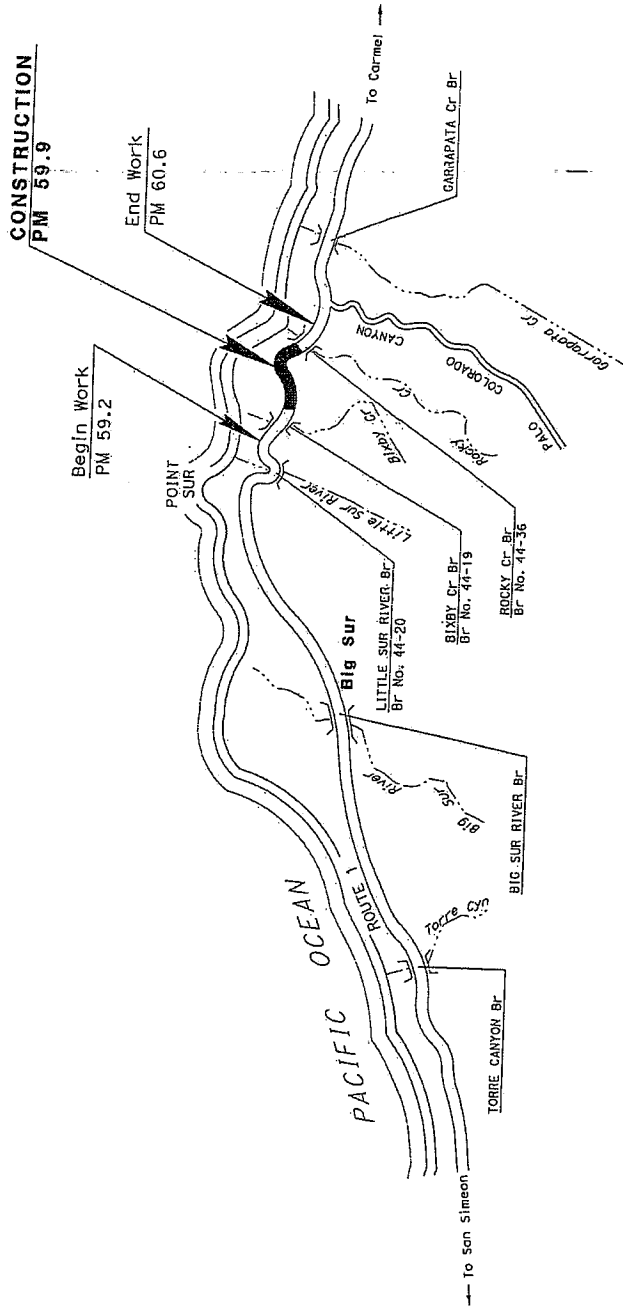 CONSTRUCTION
PM 59.9
End Work
PM 60.6
Begin Work
PM 59.2
To Carmel
POINT
SUR
GARRAPATA Cr Br
Garrapata Cr
PALO
COLORADO
CANYON
Rocky
Cr
Bixby Cr
Little Sur River
ROCKY Cr Br
Br No. 44-36
BIXBY Cr Br
Br No. 44-19
LITTLE SUR RIVER Br
Br No. 44-20
Big Sur
Big
Sur
River
BIG SUR RIVER Br
PACIFIC OCEAN
ROUTE 1
Torre Cyn
TORRE CANYON Br
To San Simeon